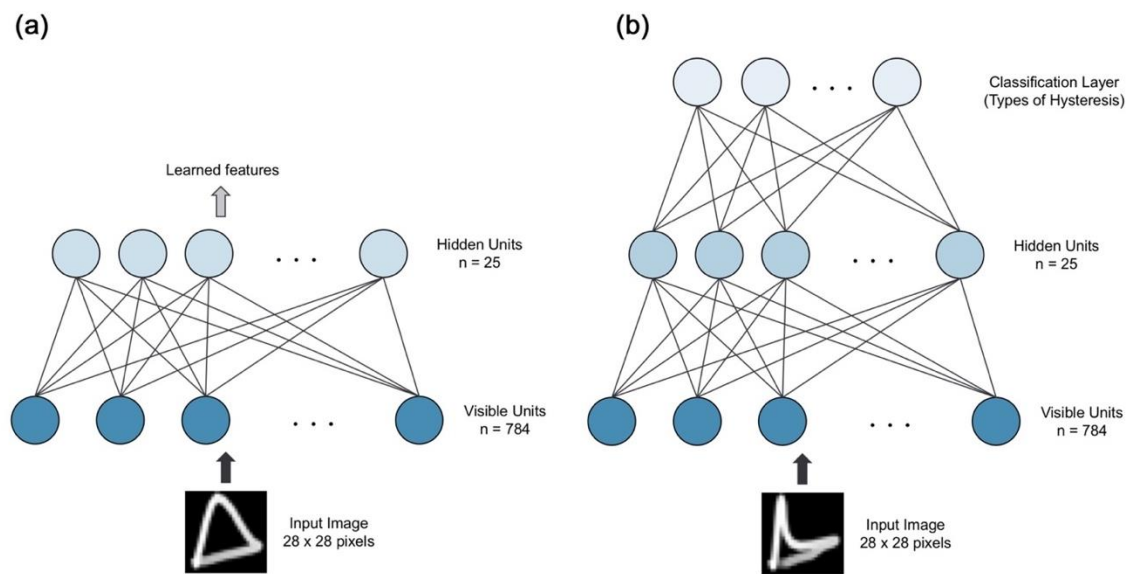 (a)
Learned features
Hidden Units
n = 25
. . .
Visible Units
n = 784
. . .
Input Image
28 x 28 pixels
(b)
Classification Layer
(Types of Hysteresis)
. . .
Hidden Units
n = 25
. . .
Visible Units
n = 784
. . .
Input Image
28 x 28 pixels